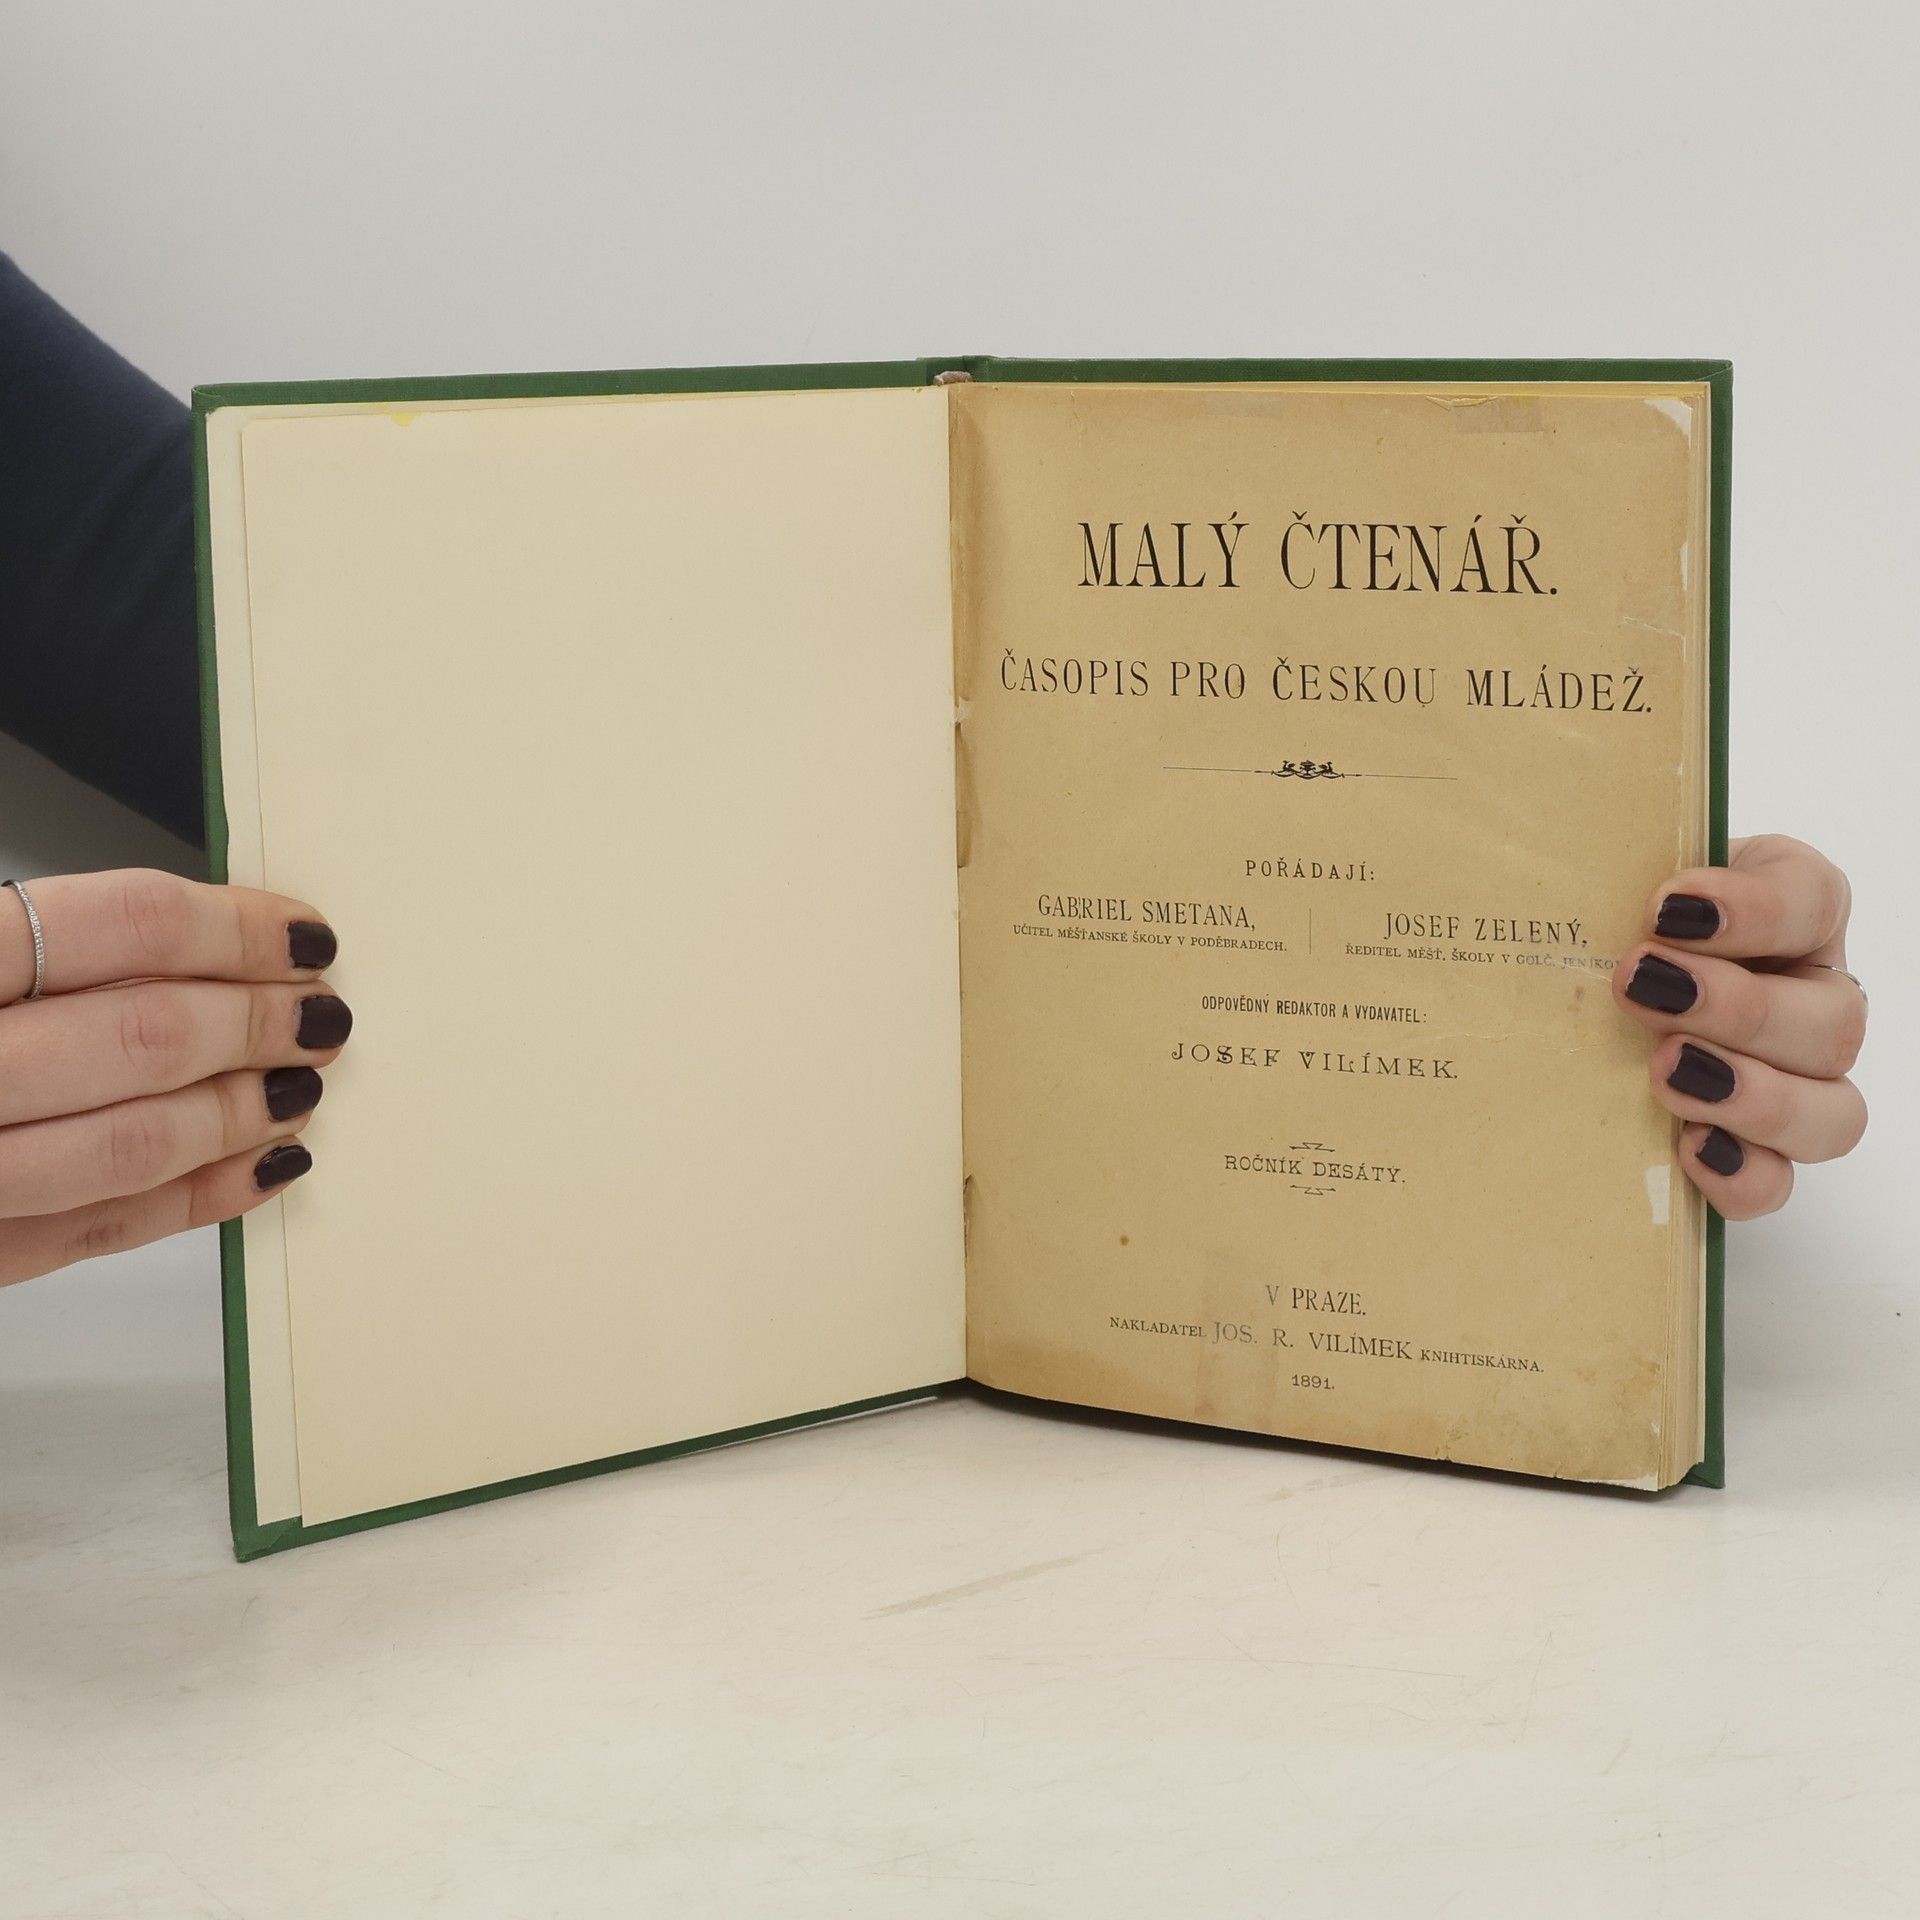 MALÝ ČTENÁŘ.
ČASOPIS PRO ČESKOU MLÁDEŽ.
POŘÁDAJÍ:
GABRIEL SMETANA,
UČITEL MĚŠŤANSKÉ ŠKOLY V PODĚBRADECH.
JOSEF ZELENÝ,
ŘEDITEL MĚŠŤ. ŠKOLY V GOLČ.
ODPOVĚDNÝ REDAKTOR A VYDAVATEL:
JOSEF VILÍMEK.
ROČNÍK DESÁTÝ.
V PRAZE.
NAKLADATEL JOS. R. VILÍMEK KNIHTISKÁRNA.
1891.